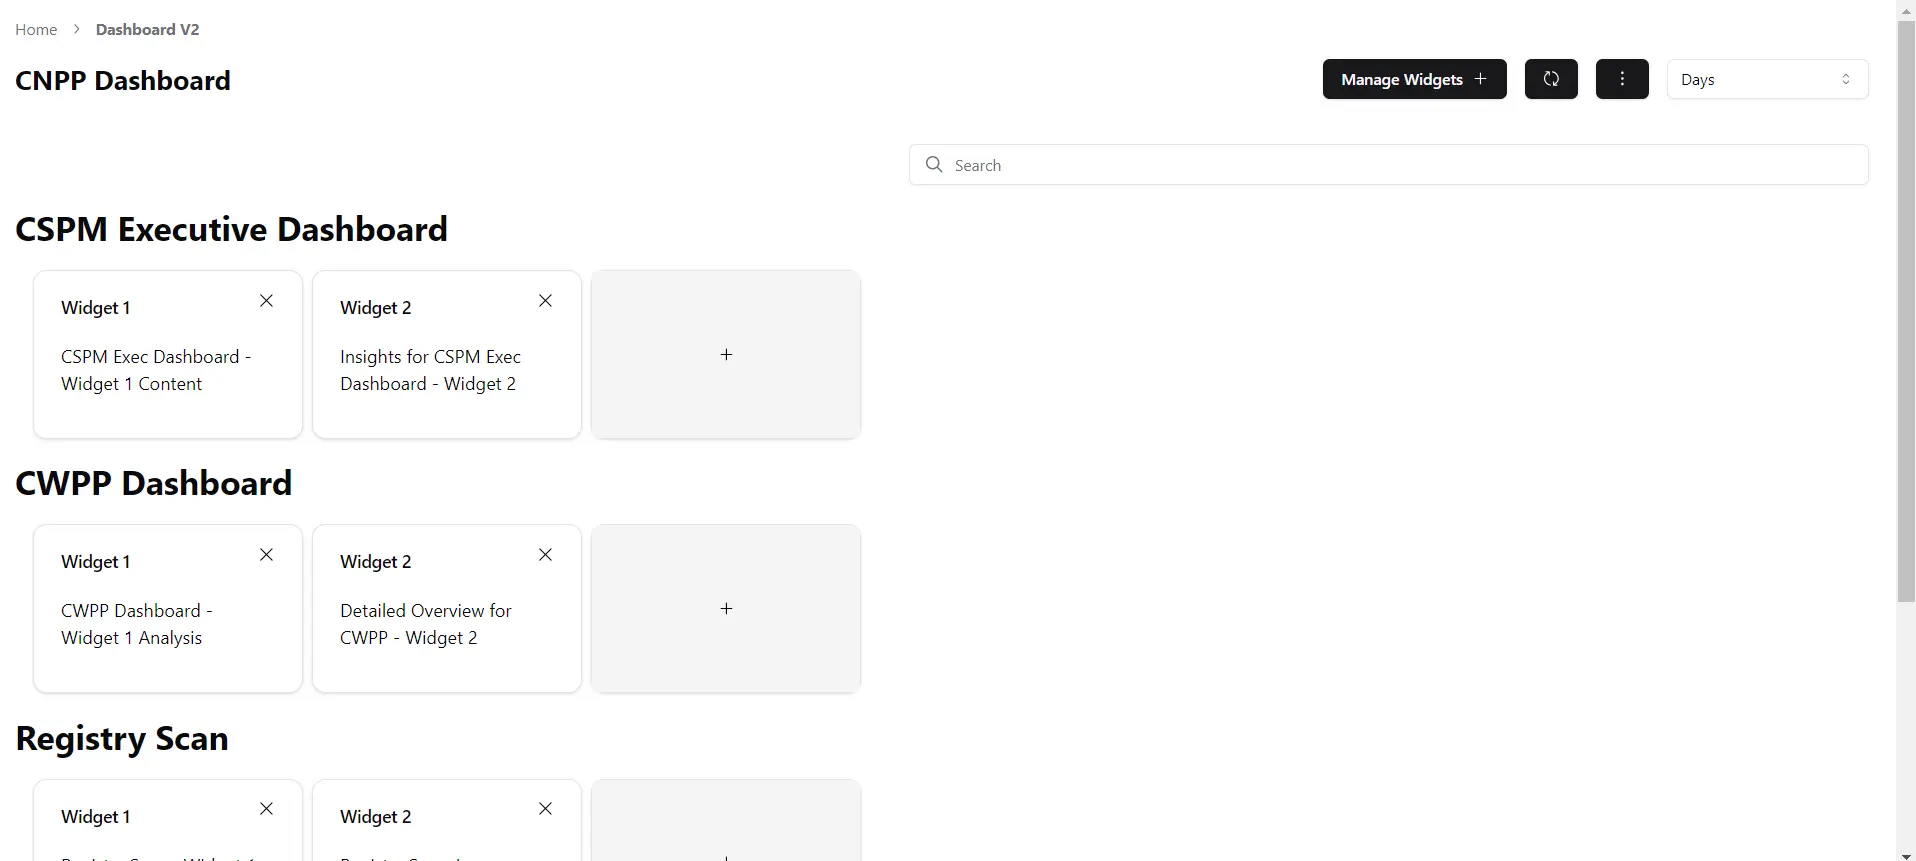 Home > Dashboard V2
CNPP Dashboard
Manage Widgets +
Days
Search
CSPM Executive Dashboard
Widget 1
CSPM Exec Dashboard -
Widget 1 Content
Widget 2
Insights for CSPM Exec
Dashboard - Widget 2
+
CWPP Dashboard
Widget 1
CWPP Dashboard -
Widget 1 Analysis
Widget 2
Detailed Overview for
CWPP - Widget 2
+
Registry Scan
Widget 1
Widget 2